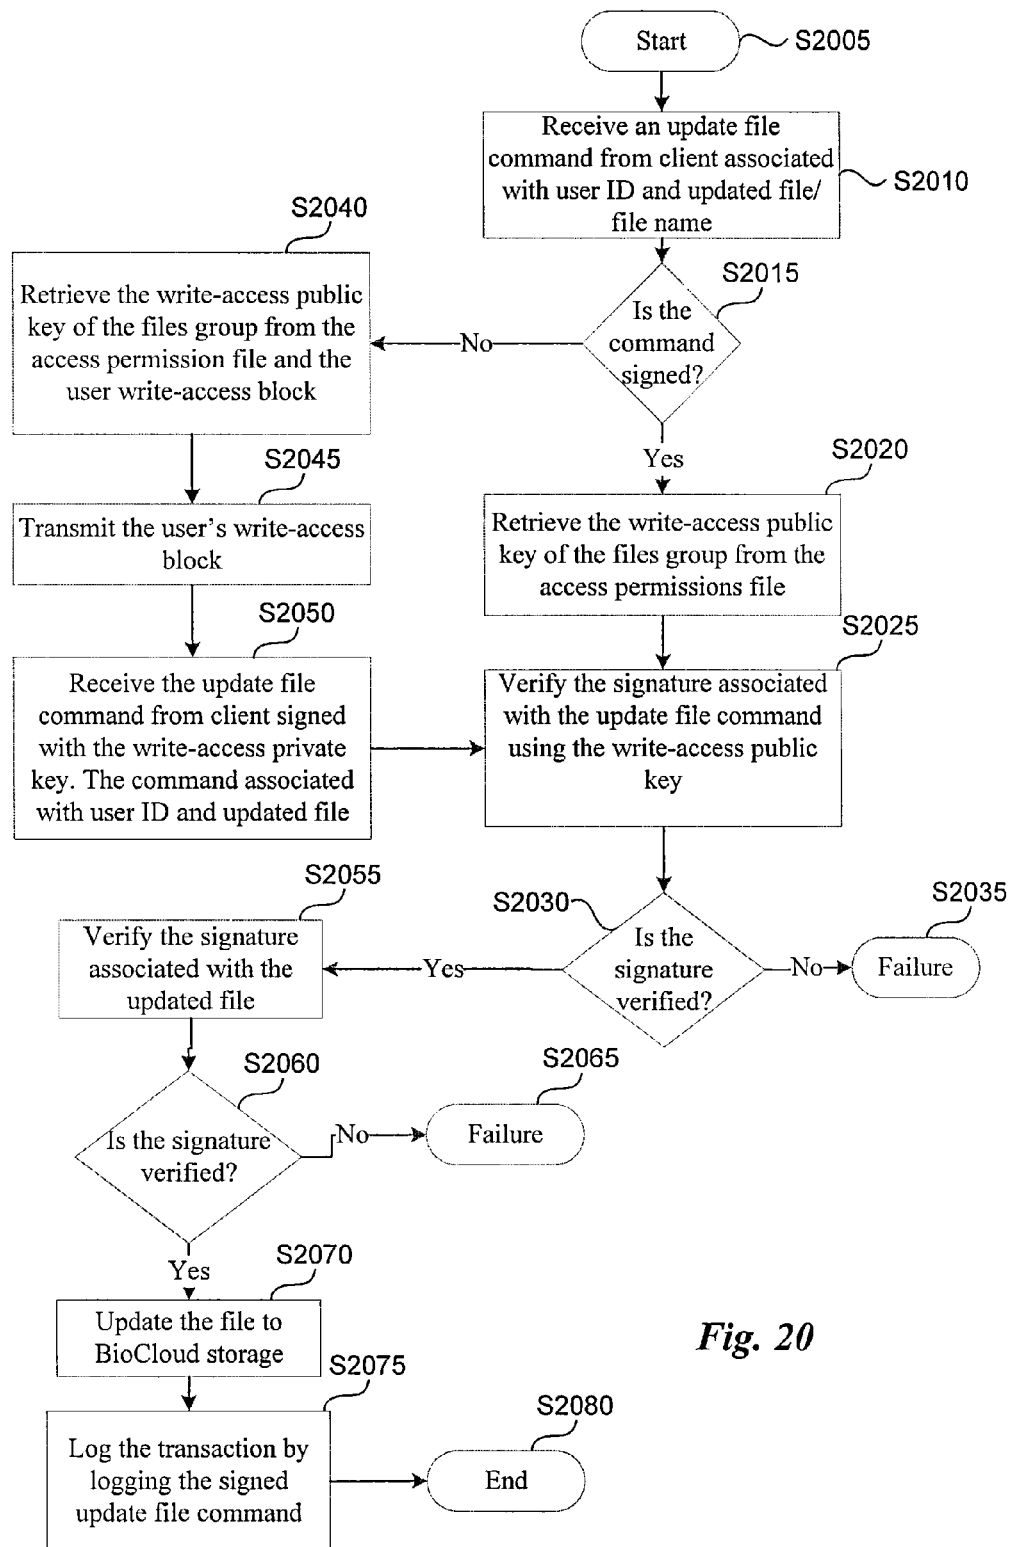 Start
S2005
Receive an update file
command from client associated
with user ID and updated file/
file name
S2010
S2015
Is the
command
signed?
No
Yes
S2040
Retrieve the write-access public
key of the files group from the
access permission file and the
user write-access block
S2045
Transmit the user's write-access
block
S2050
Receive the update file
command from client signed
with the write-access private
key. The command associated
with user ID and updated file
S2020
Retrieve the write-access public
key of the files group from the
access permissions file
S2025
Verify the signature associated
with the update file command
using the write-access public
key
S2030
Is the
signature
verified?
No
S2035
Failure
Yes
S2055
Verify the signature
associated with the
updated file
S2060
Is the signature
verified?
No
S2065
Failure
Yes
S2070
Update the file to
BioCloud storage
S2075
Log the transaction by
logging the signed
update file command
S2080
End
Fig. 20